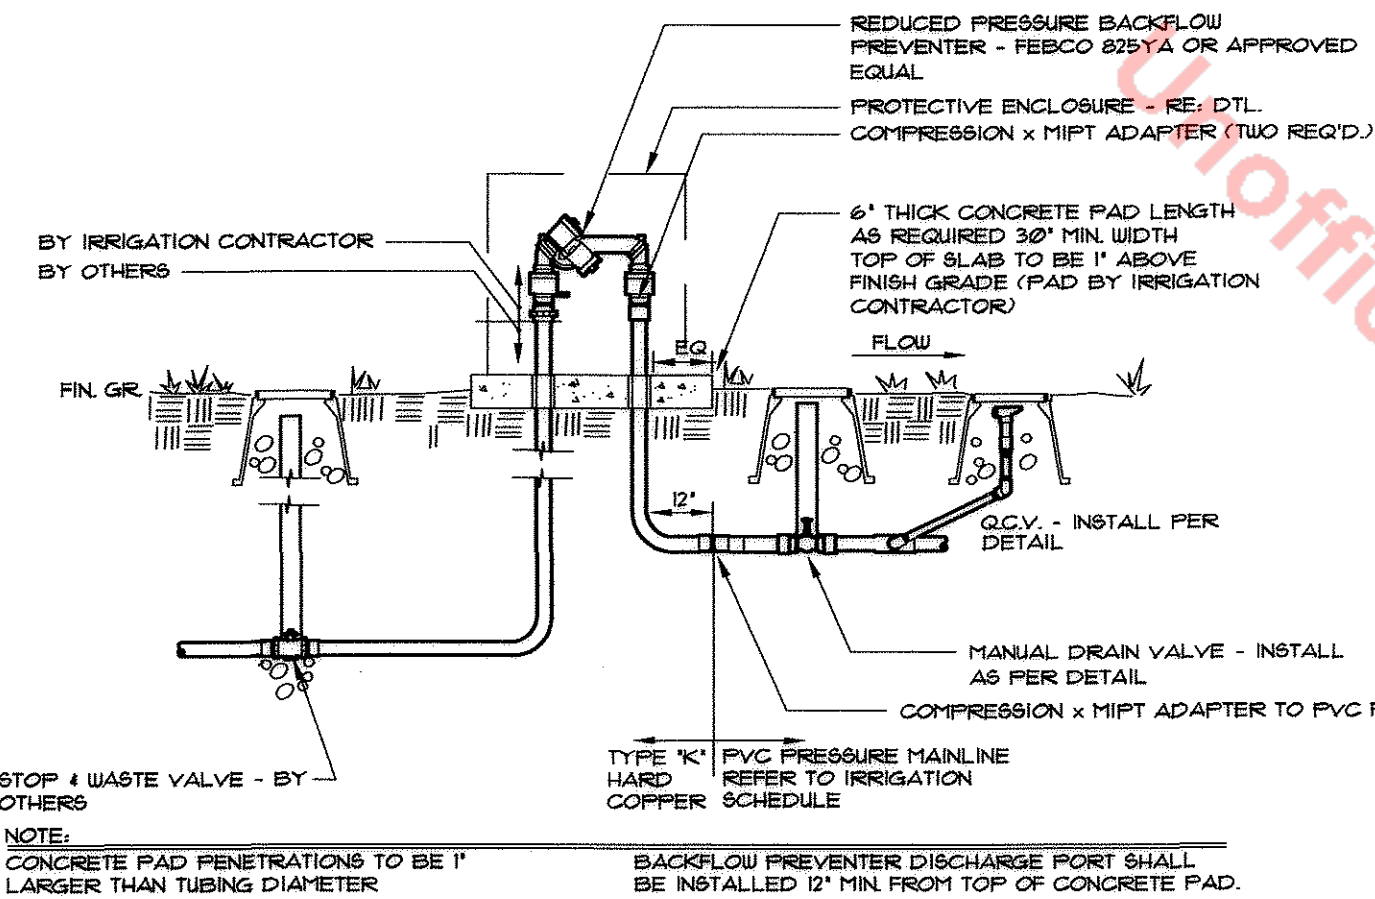 REDUCED PRESSURE BACKFLOW
PREVENTER - FEBCO 825YA OR APPROVED
EQUAL
PROTECTIVE ENCLOSURE - RE: DTL.
COMPRESSION x MIPT ADAPTER (TWO REQ'D.)
6" THICK CONCRETE PAD LENGTH
AS REQUIRED 30" MIN. WIDTH
TOP OF SLAB TO BE 1" ABOVE
FINISH GRADE (PAD BY IRRIGATION
CONTRACTOR)
BY IRRIGATION CONTRACTOR
BY OTHERS
EQ
FLOW
FIN. GR.
12"
Q.C.V. - INSTALL PER
DETAIL
MANUAL DRAIN VALVE - INSTALL
AS PER DETAIL
COMPRESSION x MIPT ADAPTER TO PVC
TYPE "K"
HARD
COPPER
PVC PRESSURE MAINLINE
REFER TO IRRIGATION
SCHEDULE
STOP & WASTE VALVE - BY
OTHERS
NOTE:
CONCRETE PAD PENETRATIONS TO BE 1"
LARGER THAN TUBING DIAMETER
BACKFLOW PREVENTER DISCHARGE PORT SHALL
BE INSTALLED 12" MIN. FROM TOP OF CONCRETE PAD.